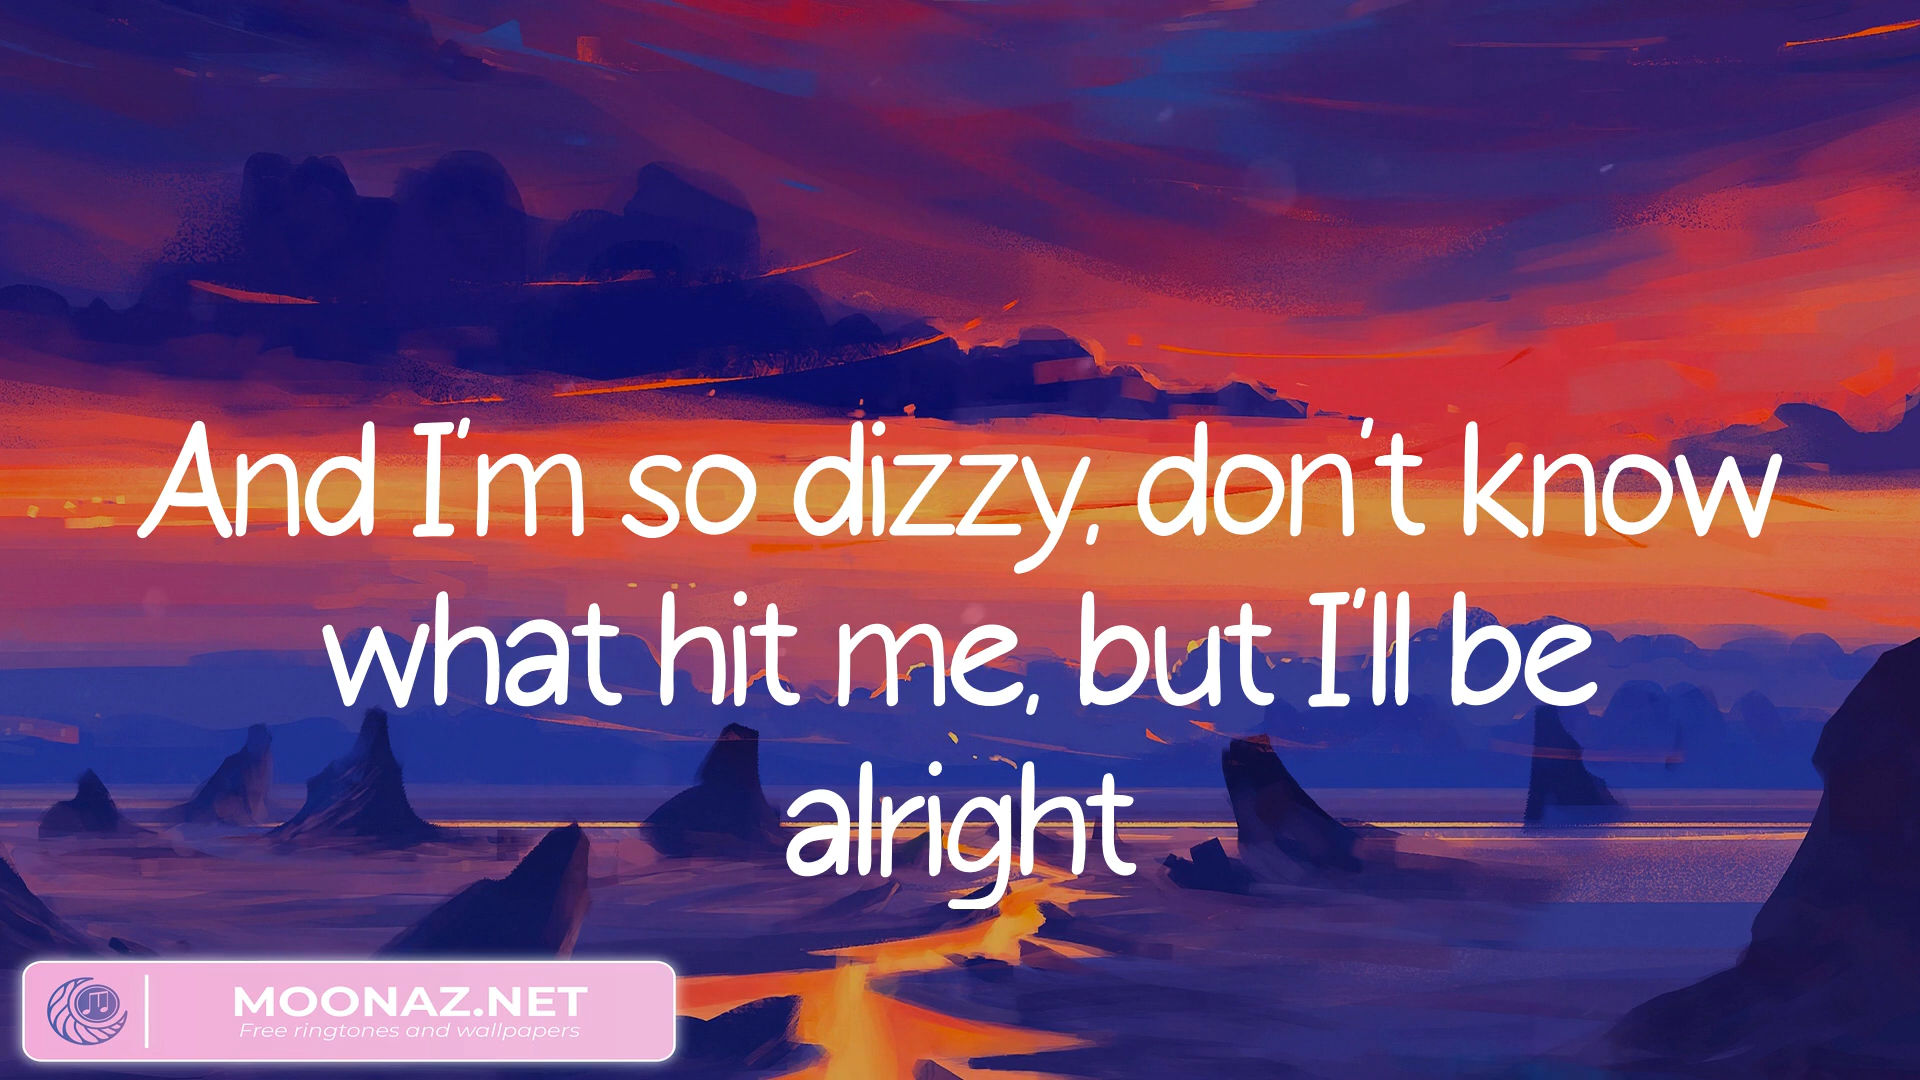 And I'm so dizzy, don't know
what hit me, but I'll be
alright
MOONAZ.NET
Free ringtones and wallpapers